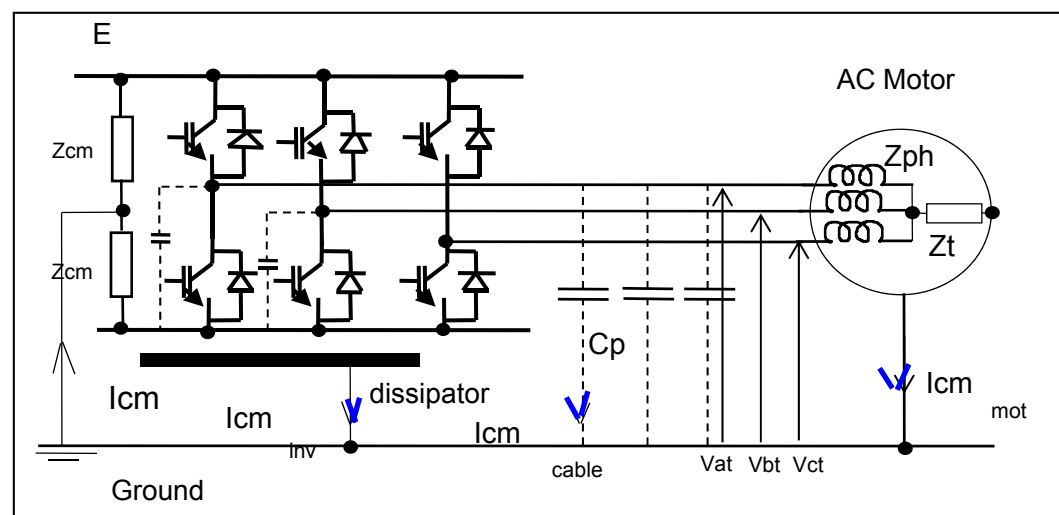 E
AC Motor
Zcm
Zph
Zcm
Zt
Cp
Icm
dissipator
Icm
mot
Icm
Inv
Icm
cable
Vat
Vbt
Vct
Ground